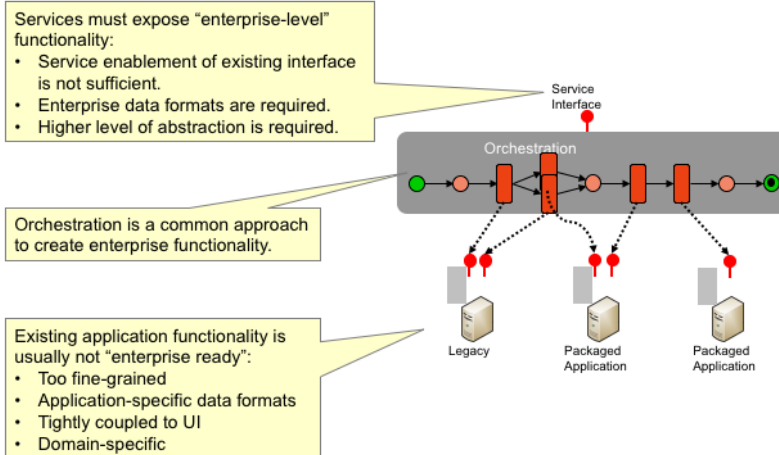 Services must expose “enterprise-level”
functionality:
• Service enablement of existing interface
is not sufficient.
• Enterprise data formats are required.
• Higher level of abstraction is required.
Service
Interface
Orchestration
Orchestration is a common approach
to create enterprise functionality.
Existing application functionality is
usually not “enterprise ready”:
• Too fine-grained
• Application-specific data formats
• Tightly coupled to UI
• Domain-specific
Legacy
Packaged
Application
Packaged
Application